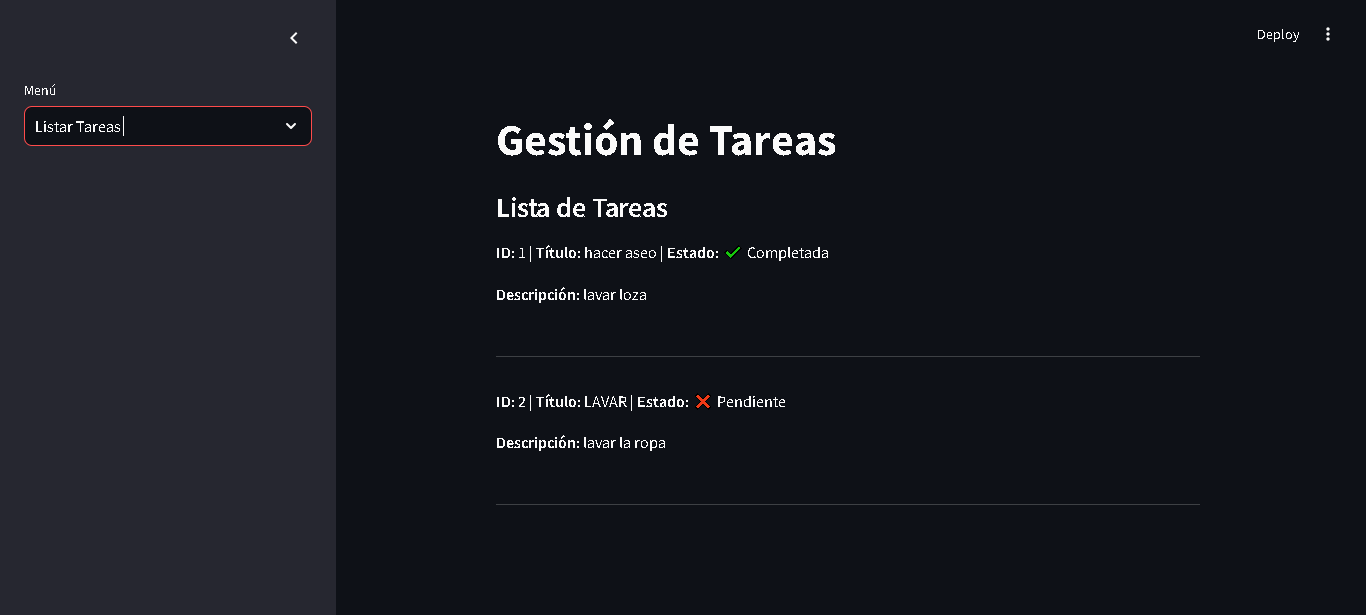 Deploy
Menú
Listar Tareas
Gestión de Tareas
Lista de Tareas
ID: 1 | Título: hacer aseo | Estado: ✔ Completada
Descripción: lavar loza
ID: 2 | Título: LAVAR | Estado: ❌ Pendiente
Descripción: lavar la ropa